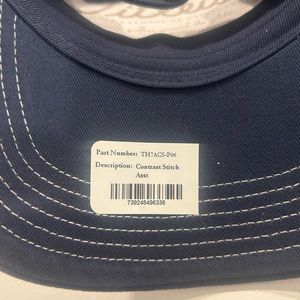 Part Number: TH7ACS-P06
Description: Contrast Stitch
Asst
739248496336